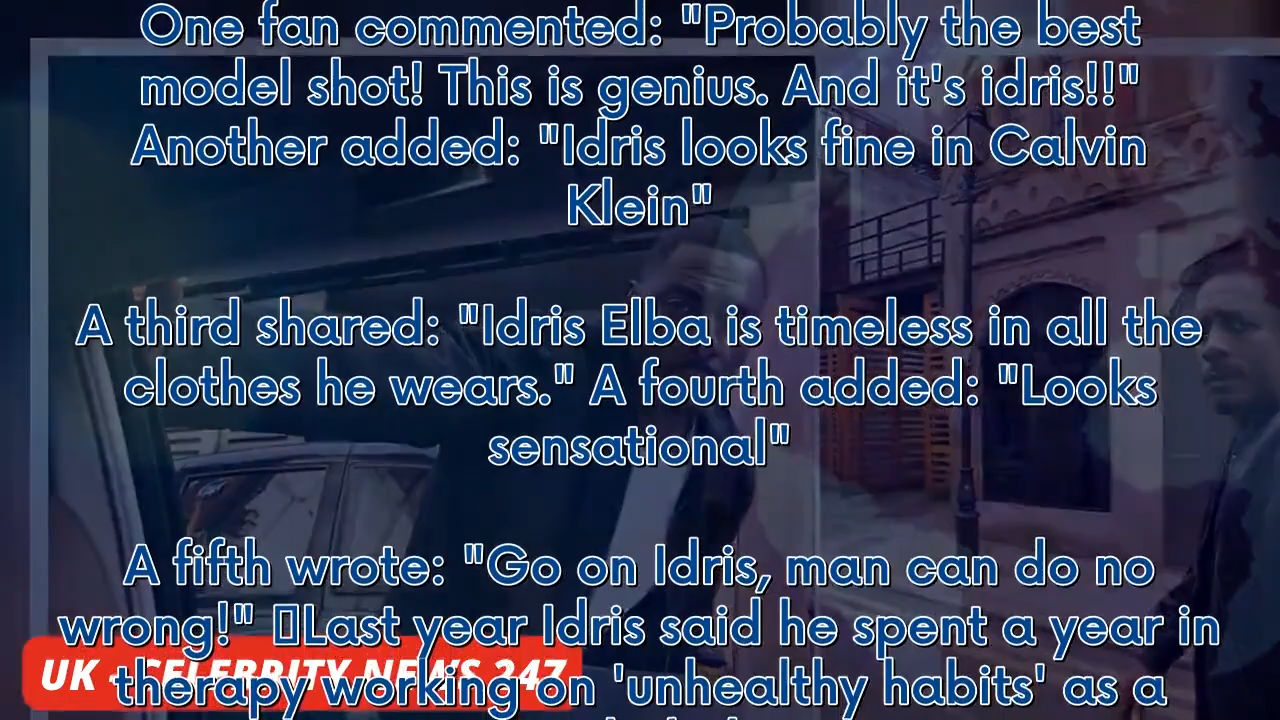 One fan commented: "Probably the best
model shot! This is genius. And it's idris!!"
Another added: "Idris looks fine in Calvin
Klein"
A third shared: "Idris Elba is timeless in all the
clothes he wears." A fourth added: "Looks
sensational"
A fifth wrote: "Go on Idris, man can do no
wrong!" Last year Idris said he spent a year in
therapy working on 'unhealthy habits' as a
UK - CELEBRITY NEWS 247